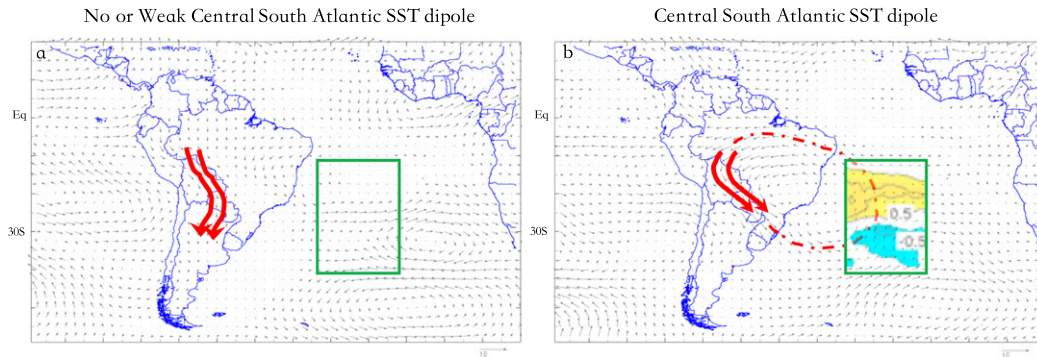 No or Weak Central South Atlantic SST dipole
Central South Atlantic SST dipole
a
b
Eq
Eq
30S
30S
0.5
-0.5
10
10